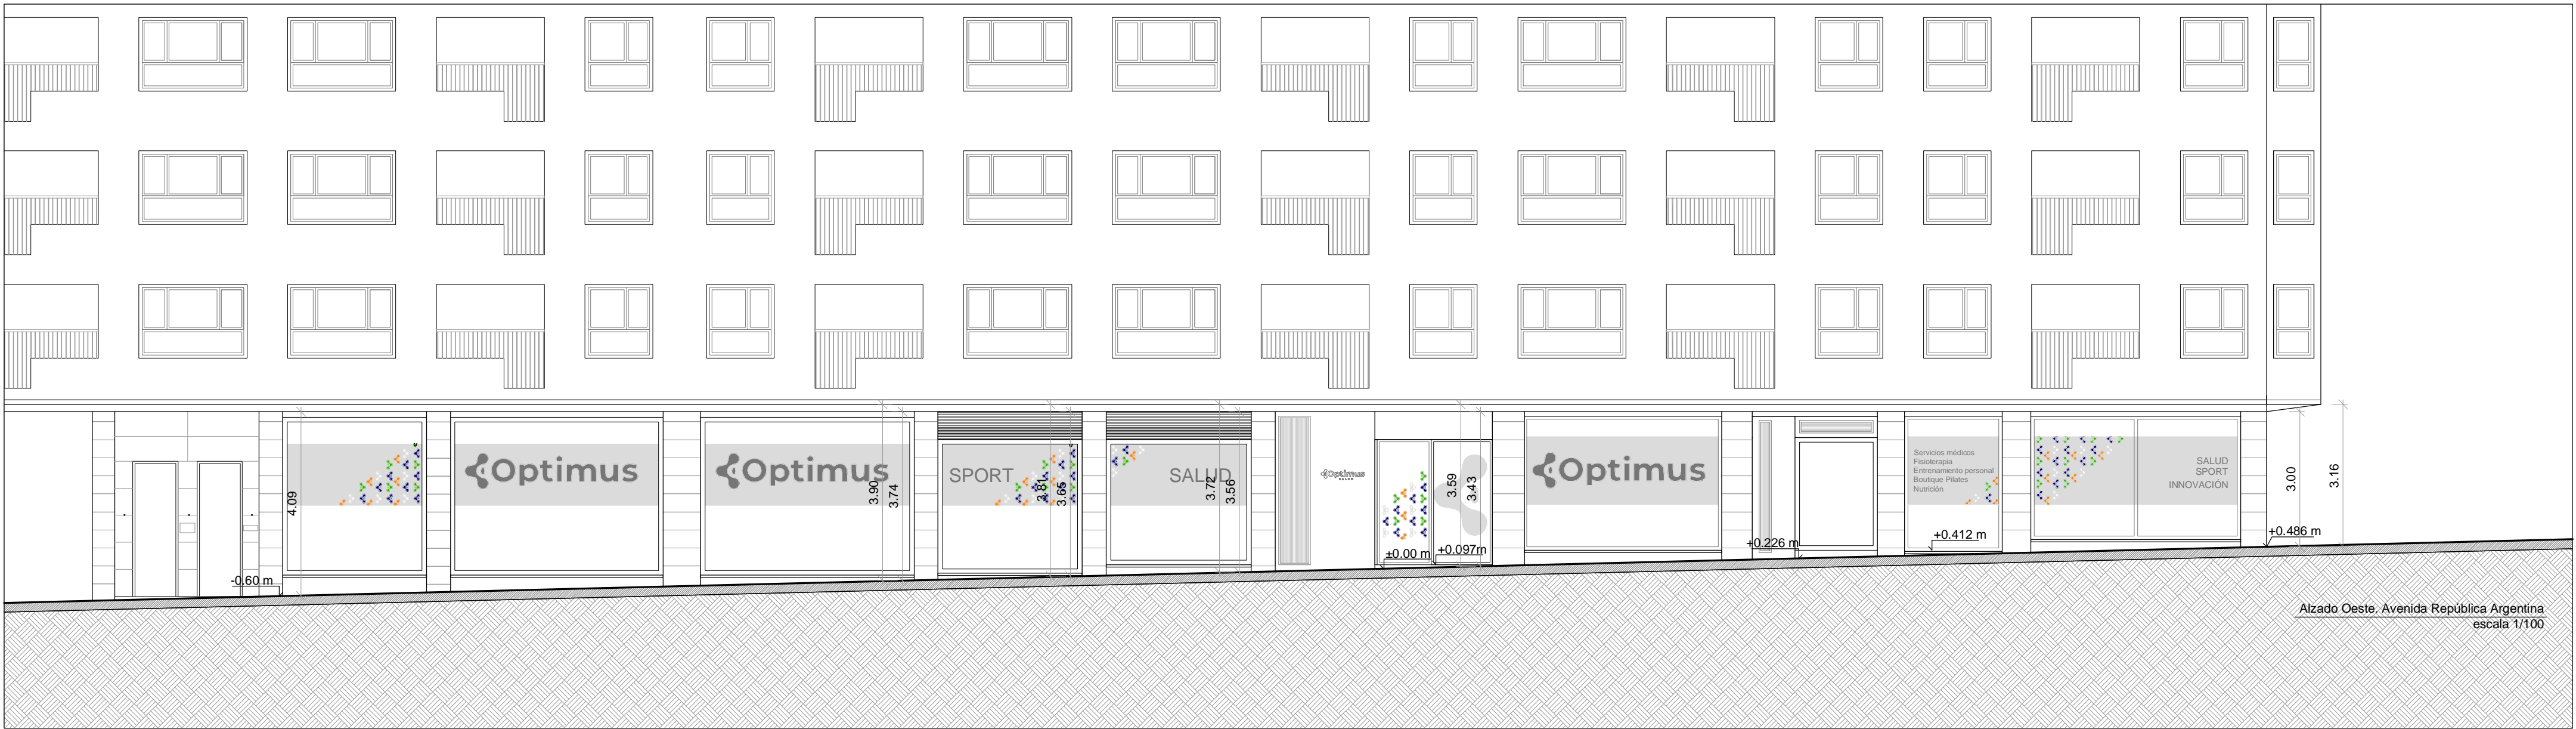 Optimus
Optimus
SPORT
SALUD
Optimus
SALUD
Optimus
Servicios médicos
Fisioterapia
Entrenamiento personal
Boutique Pilates
Nutrición
SALUD
SPORT
INNOVACIÓN
4.09
3.90
3.74
3.81
3.65
3.72
3.56
3.59
3.43
3.00
3.16
-0.60 m
±0.00 m
+0.097m
+0.226 m
+0.412 m
+0.486 m
Alzado Oeste. Avenida República Argentina
escala 1/100